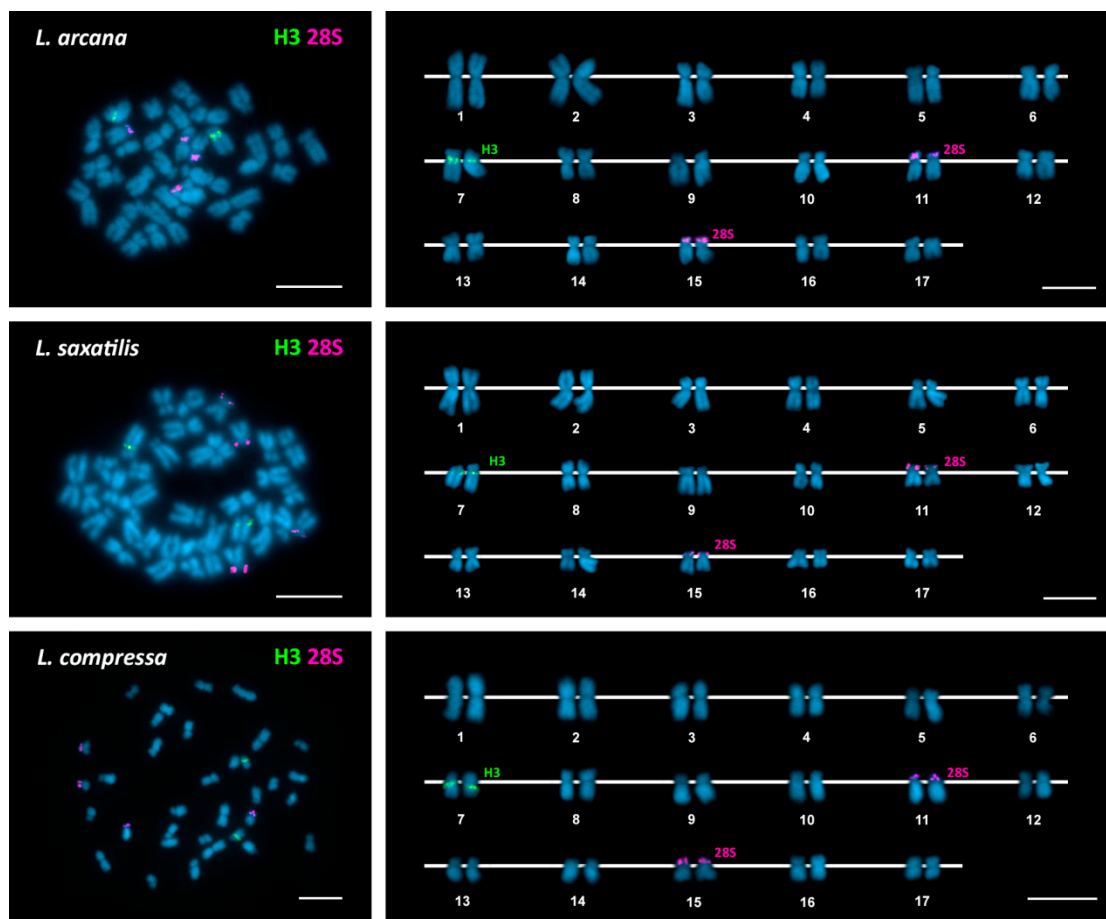 L. arcana H3 28S
1 2 3 4 5 6
H3 28S
7 8 9 10 11 12
28S
13 14 15 16 17
L. saxatilis H3 28S
1 2 3 4 5 6
H3 28S
7 8 9 10 11 12
28S
13 14 15 16 17
L. compressa H3 28S
1 2 3 4 5 6
H3 28S
7 8 9 10 11 12
28S
13 14 15 16 17